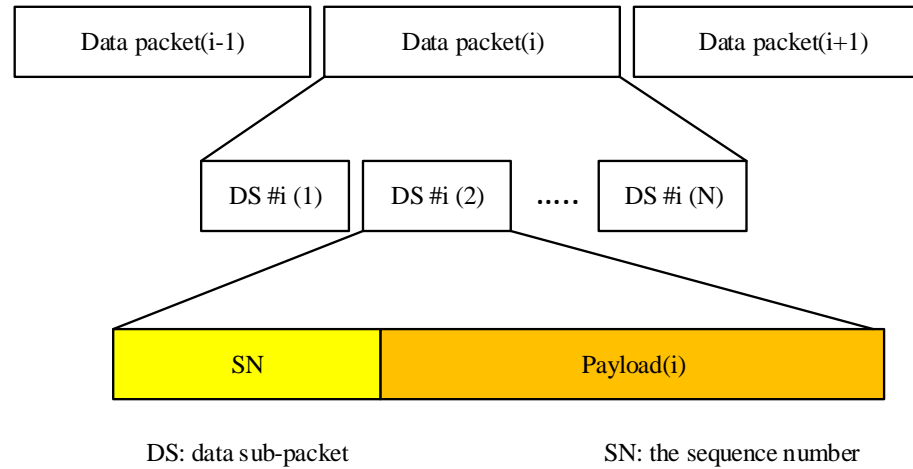 Data packet(i-1) Data packet(i) Data packet(i+1)
DS #i (1) DS #i (2) ..... DS #i (N)
SN Payload(i)
DS: data sub-packet SN: the sequence number